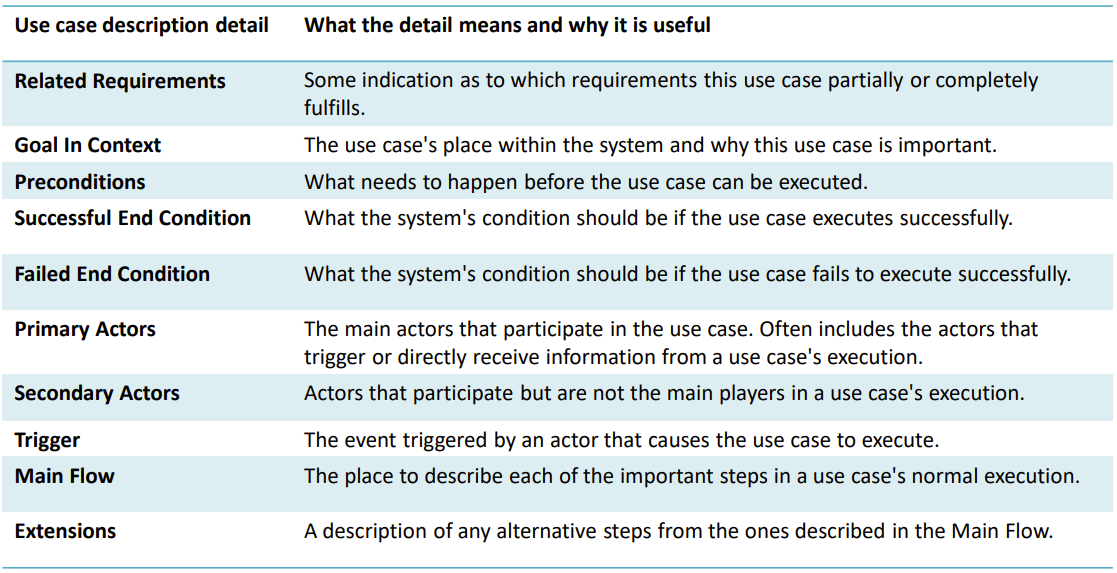 Use case description detail What the detail means and why it is useful
Related Requirements Some indication as to which requirements this use case partially or completely
fulfills.
Goal In Context The use case's place within the system and why this use case is important.
Preconditions What needs to happen before the use case can be executed.
Successful End Condition What the system's condition should be if the use case executes successfully.
Failed End Condition What the system's condition should be if the use case fails to execute successfully.
Primary Actors The main actors that participate in the use case. Often includes the actors that
trigger or directly receive information from a use case's execution.
Secondary Actors Actors that participate but are not the main players in a use case's execution.
Trigger The event triggered by an actor that causes the use case to execute.
Main Flow The place to describe each of the important steps in a use case's normal execution.
Extensions A description of any alternative steps from the ones described in the Main Flow.